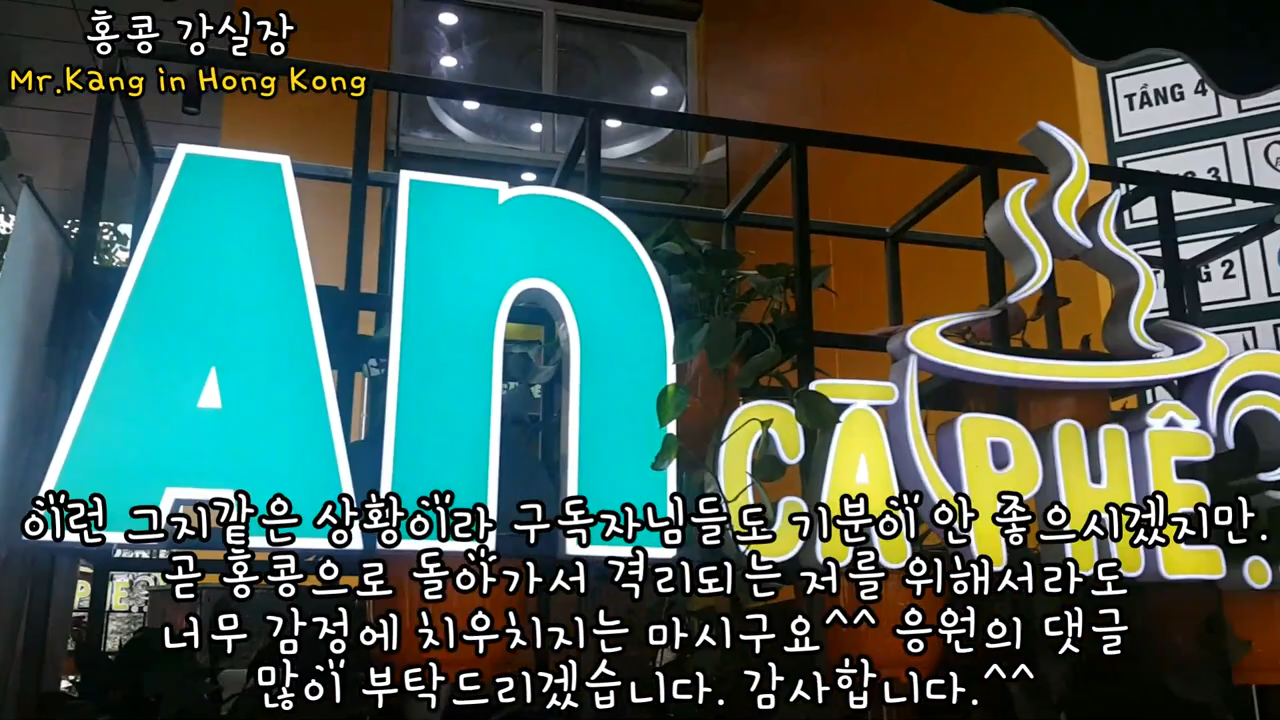 홍콩 강실장
Mr.Kang in Hong Kong
TẦNG 4
3
2
An
CÀ PHÊ
이런 그지같은 상황이라 구독자님들도 기분이 안 좋으시겠지만.
곧 홍콩으로 돌아가서 격리되는 저를 위해서라도
너무 감정에 치우치지는 마시구요^^ 응원의 댓글
많이 부탁드리겠습니다. 감사합니다.^^